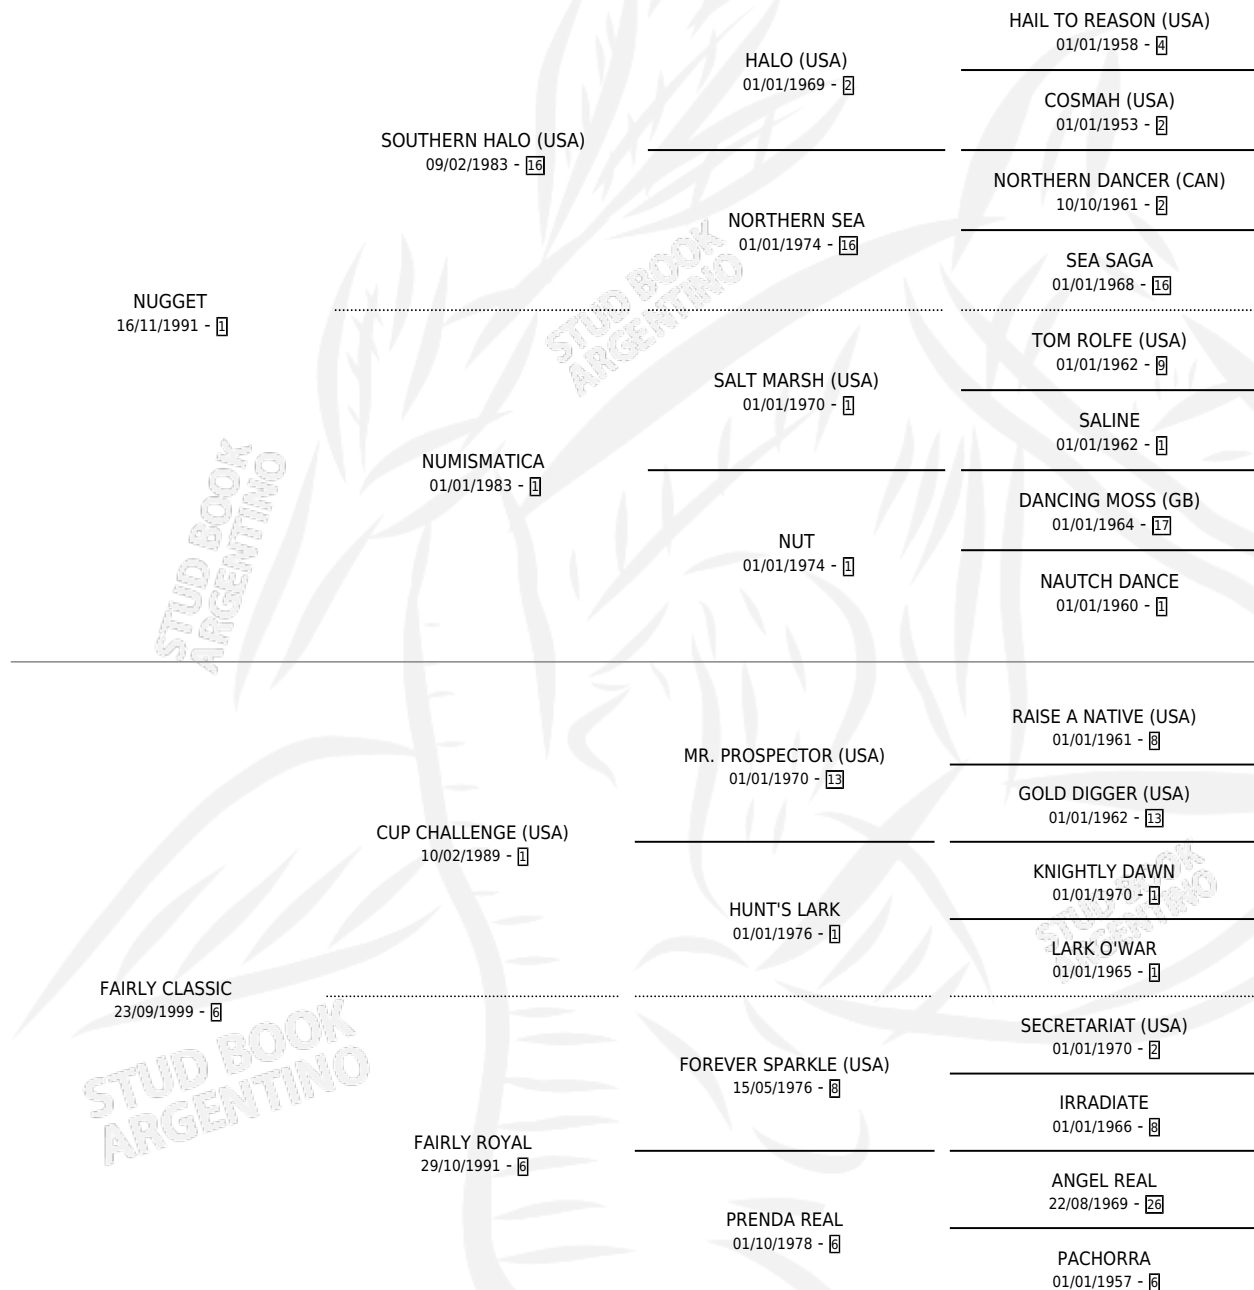 HAIL TO REASON (USA)
01/01/1958 - 4
HALO (USA)
01/01/1969 - 2
COSMAH (USA)
01/01/1953 - 2
SOUTHERN HALO (USA)
09/02/1983 - 16
NORTHERN DANCER (CAN)
10/10/1961 - 2
NORTHERN SEA
01/01/1974 - 16
SEA SAGA
01/01/1968 - 16
NUGGET
16/11/1991 - 1
TOM ROLFE (USA)
01/01/1962 - 9
SALT MARSH (USA)
01/01/1970 - 1
SALINE
01/01/1962 - 1
NUMISMATICA
01/01/1983 - 1
DANCING MOSS (GB)
01/01/1964 - 17
NUT
01/01/1974 - 1
NAUTCH DANCE
01/01/1960 - 1
RAISE A NATIVE (USA)
01/01/1961 - 8
MR. PROSPECTOR (USA)
01/01/1970 - 13
GOLD DIGGER (USA)
01/01/1962 - 13
CUP CHALLENGE (USA)
10/02/1989 - 1
KNIGHTLY DAWN
01/01/1970 - 1
HUNT'S LARK
01/01/1976 - 1
LARK O'WAR
01/01/1965 - 1
FAIRLY CLASSIC
23/09/1999 - 6
SECRETARIAT (USA)
01/01/1970 - 2
FOREVER SPARKLE (USA)
15/05/1976 - 8
IRRADIATE
01/01/1966 - 8
FAIRLY ROYAL
29/10/1991 - 6
ANGEL REAL
22/08/1969 - 26
PRENDA REAL
01/10/1978 - 6
PACHORRA
01/01/1957 - 6
STUD BOOK
ARGENTINO
STUD BOOK
ARGENTINO
STUD BOOK
ARGENTINO
STUD BOOK
ARGENTINO